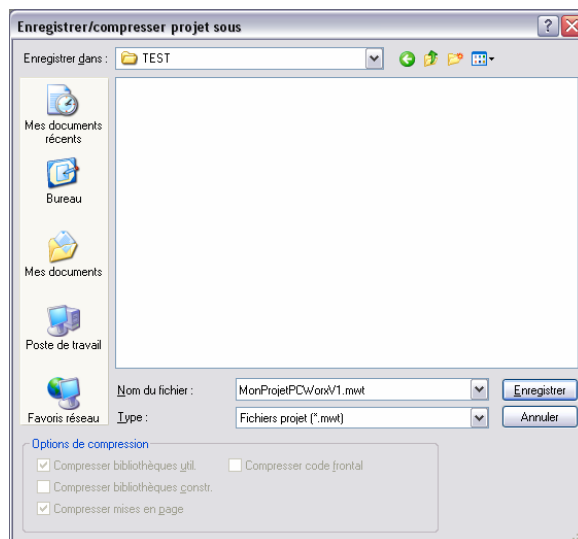 Enregistrer/compresser projet sous
Enregistrer dans :
TEST
Mes documents
récents
Bureau
Mes documents
Poste de travail
Favoris réseau
Nom du fichier :
MonProjetPCWorxV1.mwt
Enregistrer
Type :
Fichiers projet (*.mwt)
Annuler
Options de compression
Compresser bibliothèques util.
Compresser code frontal
Compresser bibliothèques constr.
Compresser mises en page